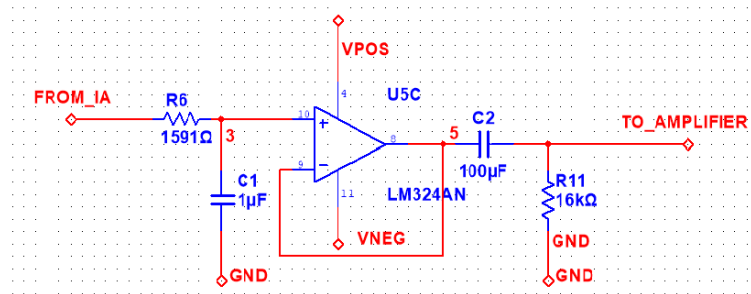 VPOS
4
U5C
FROM_IA
R6
1591Ω
3
10
+
8
5
C2
100µF
TO_AMPLIFIER
9
−
C1
1µF
11
LM324AN
R11
16kΩ
VNEG
GND
GND
GND